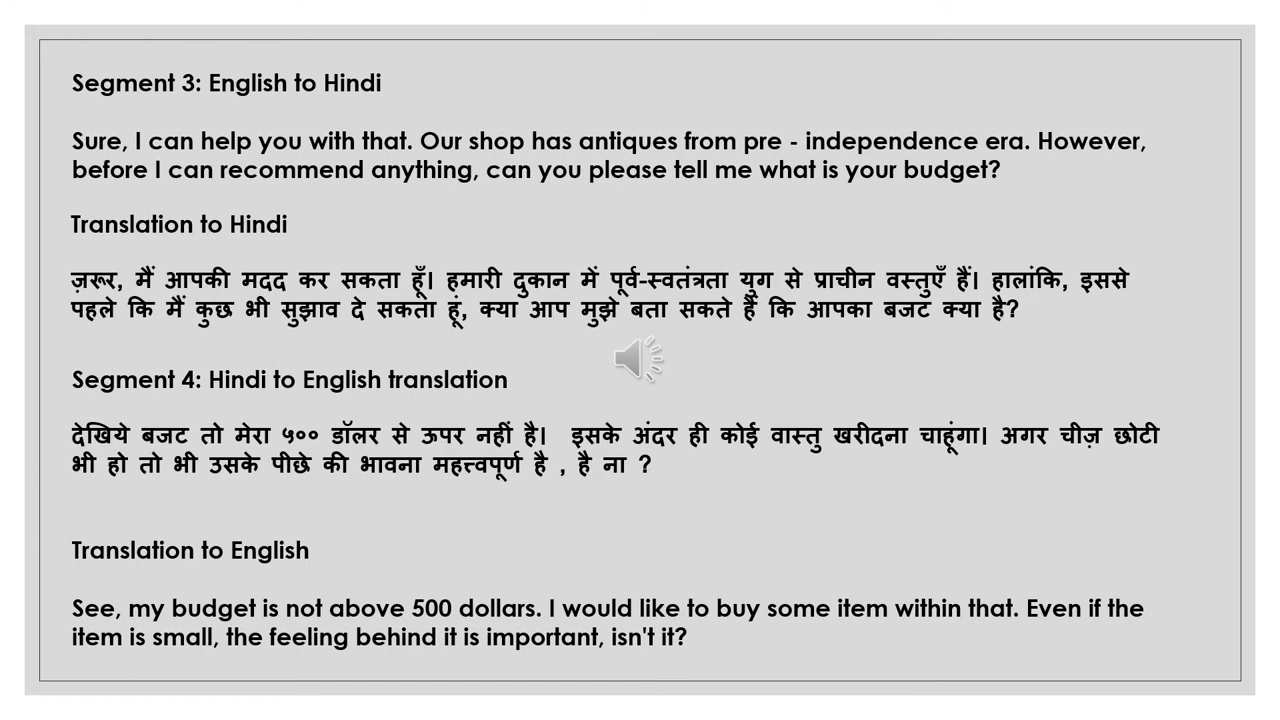 Segment 3: English to Hindi
Sure, I can help you with that. Our shop has antiques from pre - independence era. However,
before I can recommend anything, can you please tell me what is your budget?
Translation to Hindi
ज़रूर, मैं आपकी मदद कर सकता हूँ। हमारी दुकान में पूर्व-स्वतंत्रता युग से प्राचीन वस्तुएँ हैं। हालांकि, इससे
पहले कि मैं कुछ भी सुझाव दे सकता हूं, क्या आप मुझे बता सकते हैं कि आपका बजट क्या है?
Segment 4: Hindi to English translation
देखिये बजट तो मेरा ५०० डॉलर से ऊपर नहीं है। इसके अंदर ही कोई वास्तु खरीदना चाहूंगा। अगर चीज़ छोटी
भी हो तो भी उसके पीछे की भावना महत्त्वपूर्ण है , है ना ?
Translation to English
See, my budget is not above 500 dollars. I would like to buy some item within that. Even if the
item is small, the feeling behind it is important, isn't it?